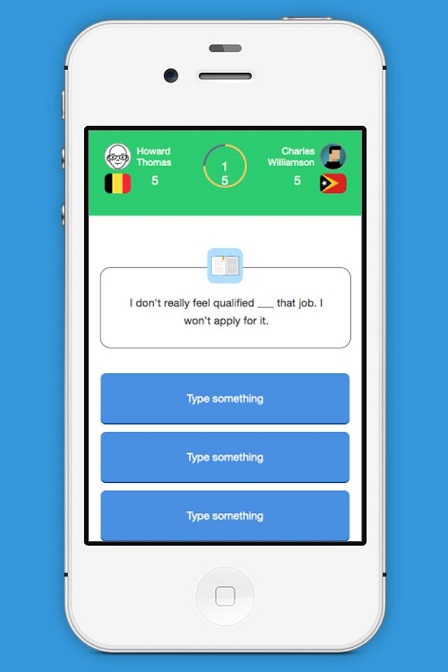 Howard
Thomas
5
1
5
Charles
Williamson
5
I don't really feel qualified ___ that job. I
won't apply for it.
Type something
Type something
Type something